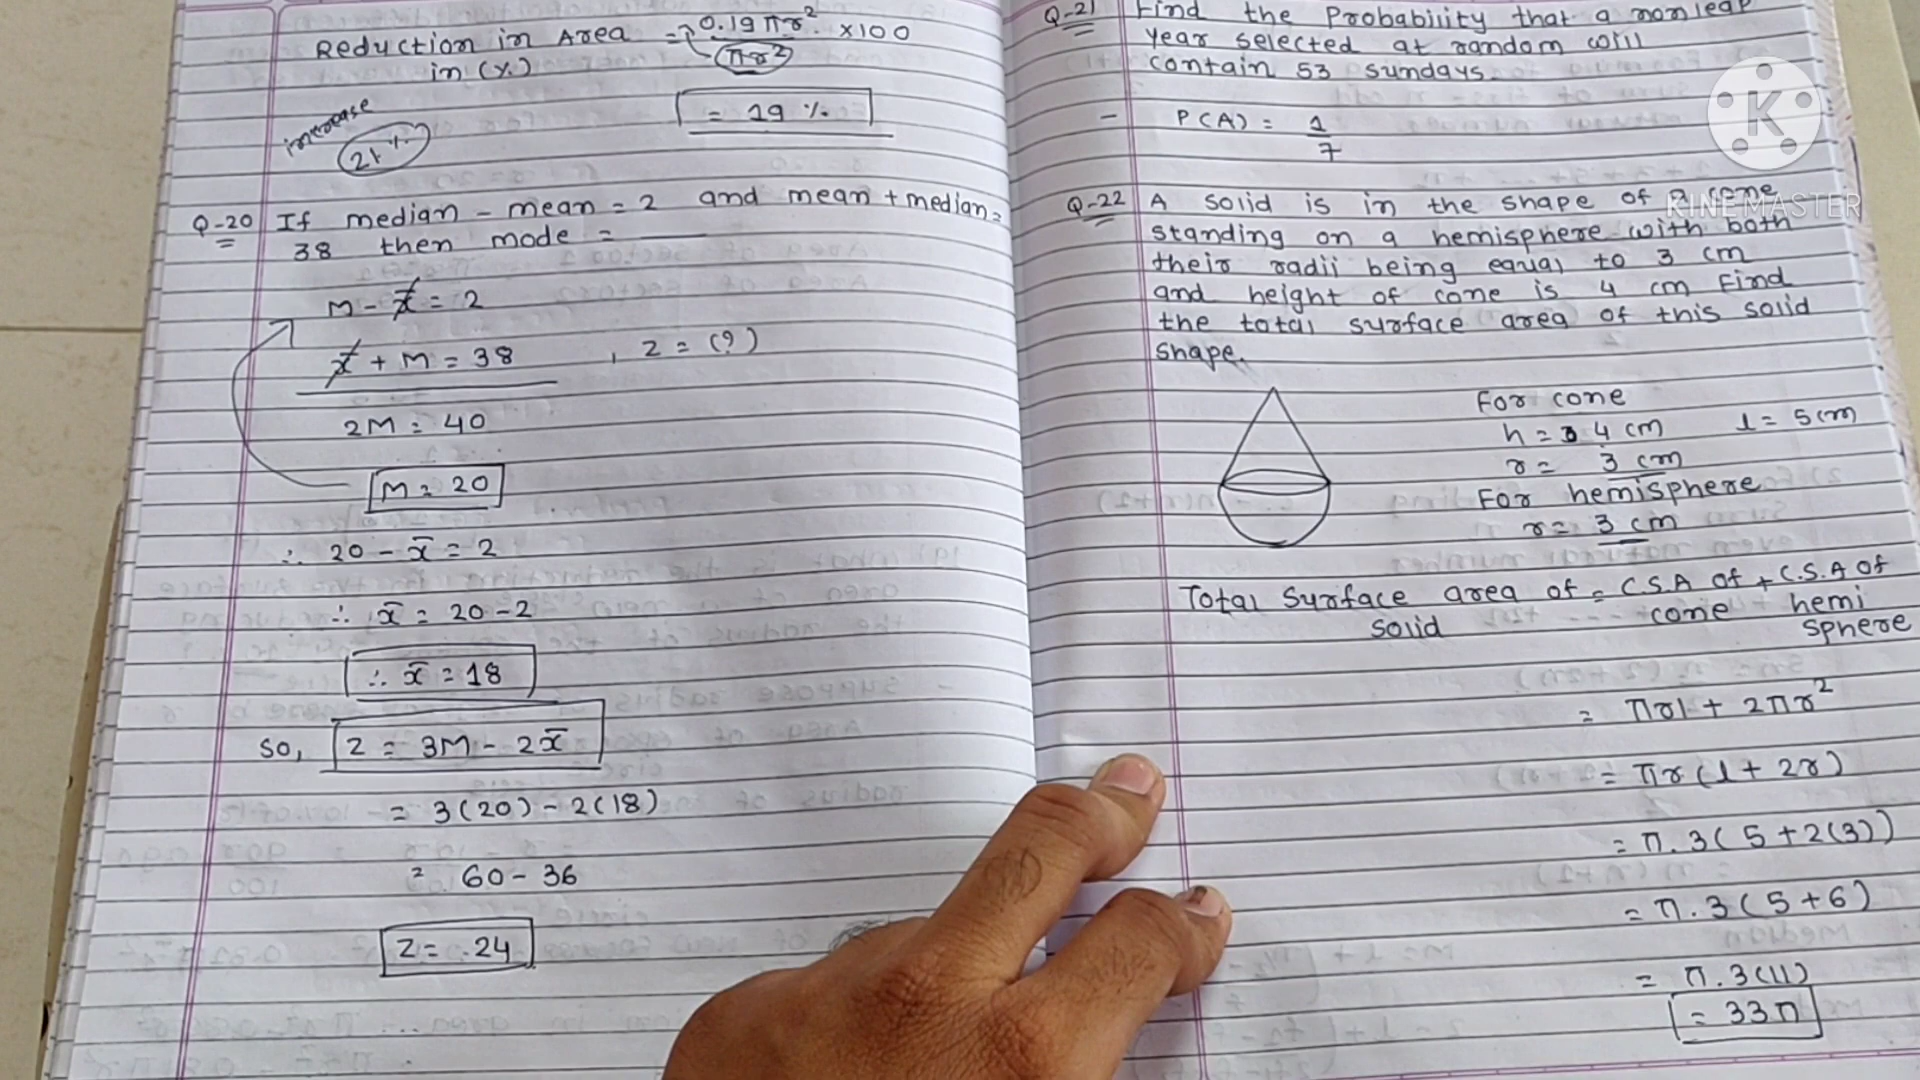 Reduction in Area = 0.19 πr² × 100
in (%) πr²
= 19 %
increase
21 %
Q-20 If median - mean = 2 and mean + median =
38 then mode =
M - x̄ = 2
x̄ + M = 38 , Z = (?)
2M = 40
M = 20
∴ 20 - x̄ = 2
∴ x̄ = 20 - 2
∴ x̄ = 18
So, Z = 3M - 2x̄
= 3(20) - 2(18)
= 60 - 36
Z = 24
Q-21 Find the Probability that a nonleap
year selected at random will
contain 53 sundays.
- P(A) = 1
7
Q-22 A solid is in the shape of a cone
standing on a hemisphere with both
their radii being equal to 3 cm
and height of cone is 4 cm Find
the total surface area of this solid
shape.
For cone
h = 4 cm l = 5 cm
r = 3 cm
For hemisphere
r = 3 cm
Total Surface area of = C.S.A of + C.S.A of
solid cone hemi
sphere
= πrl + 2πr²
= πr(l + 2r)
= π.3(5 + 2(3))
= π.3(5 + 6)
= π.3(11)
= 33π
K
KINEMASTER